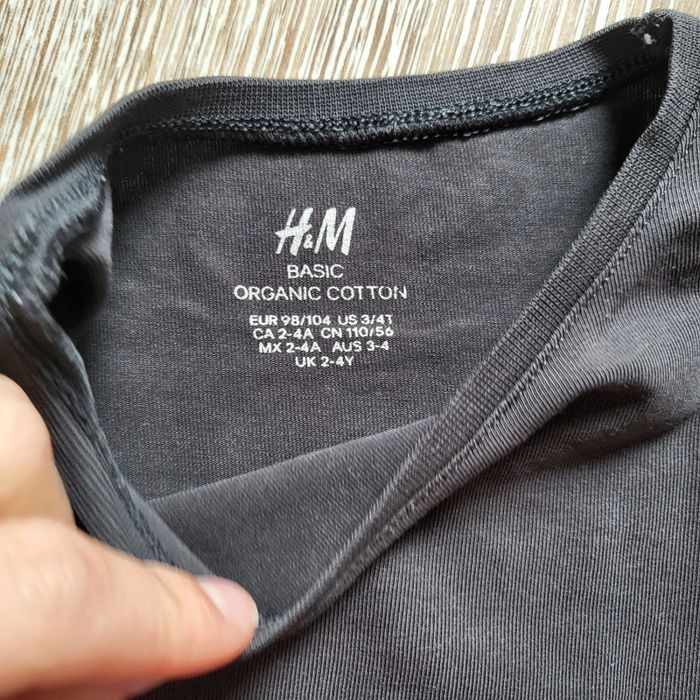 H&M
BASIC
ORGANIC COTTON
EUR 98/104 US 3/4T
CA 2-4A CN 110/56
MX 2-4A AUS 3-4
UK 2-4Y